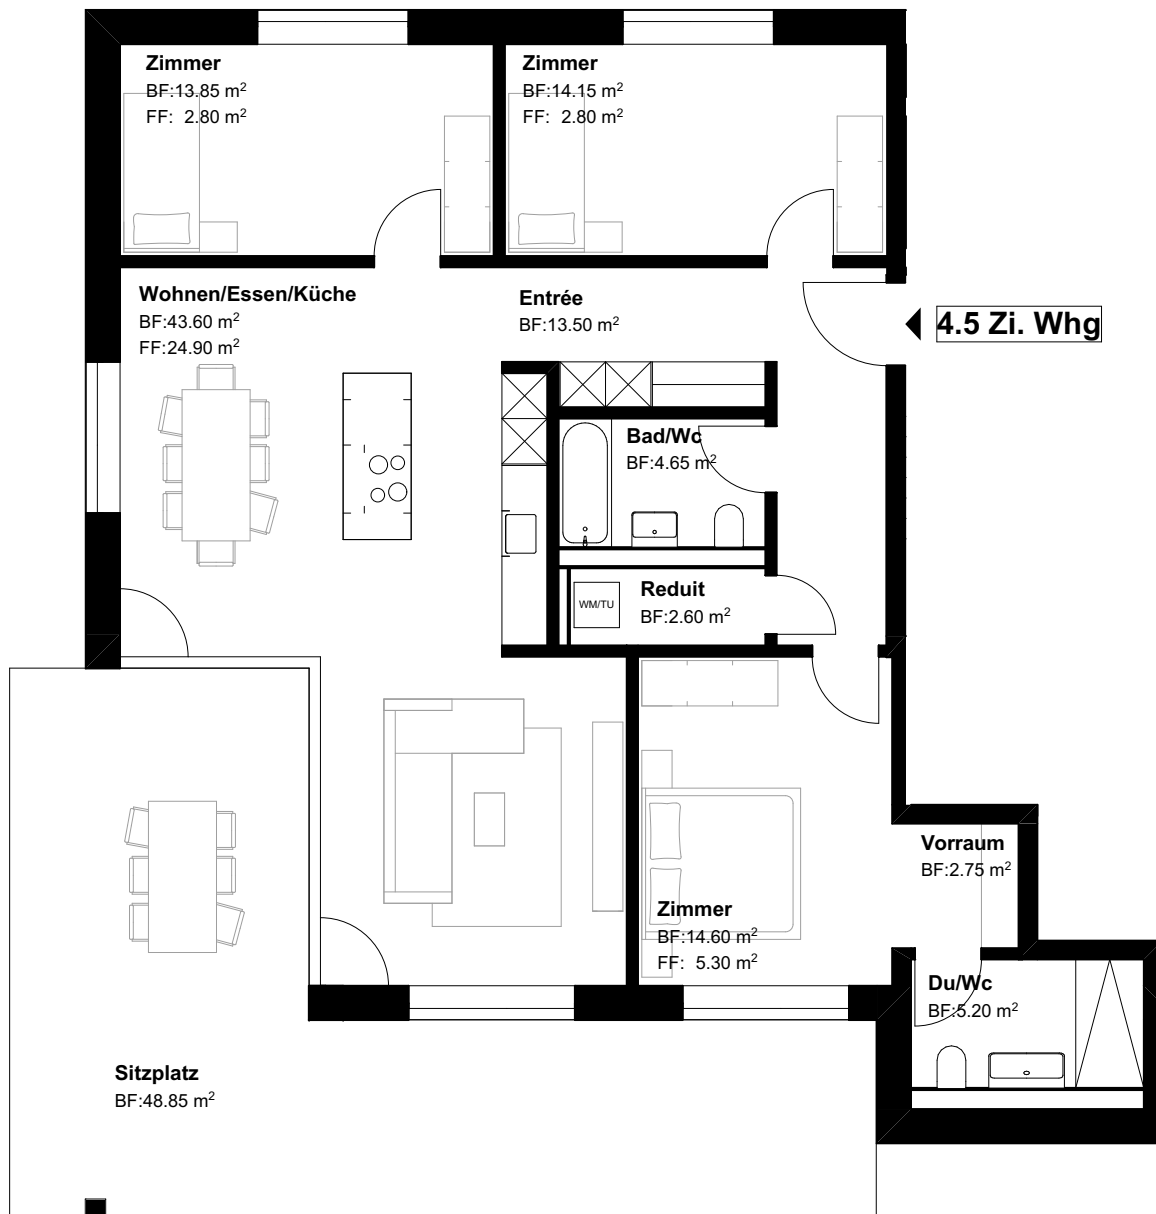 Zimmer
BF:13.85 m²
FF: 2.80 m²
Zimmer
BF:14.15 m²
FF: 2.80 m²
Wohnen/Essen/Küche
BF:43.60 m²
FF:24.90 m²
Entrée
BF:13.50 m²
4.5 Zi. Whg
Bad/Wc
BF:4.65 m²
Reduit
BF:2.60 m²
WM/TU
Vorraum
BF:2.75 m²
Zimmer
BF:14.60 m²
FF: 5.30 m²
Du/Wc
BF:5.20 m²
Sitzplatz
BF:48.85 m²